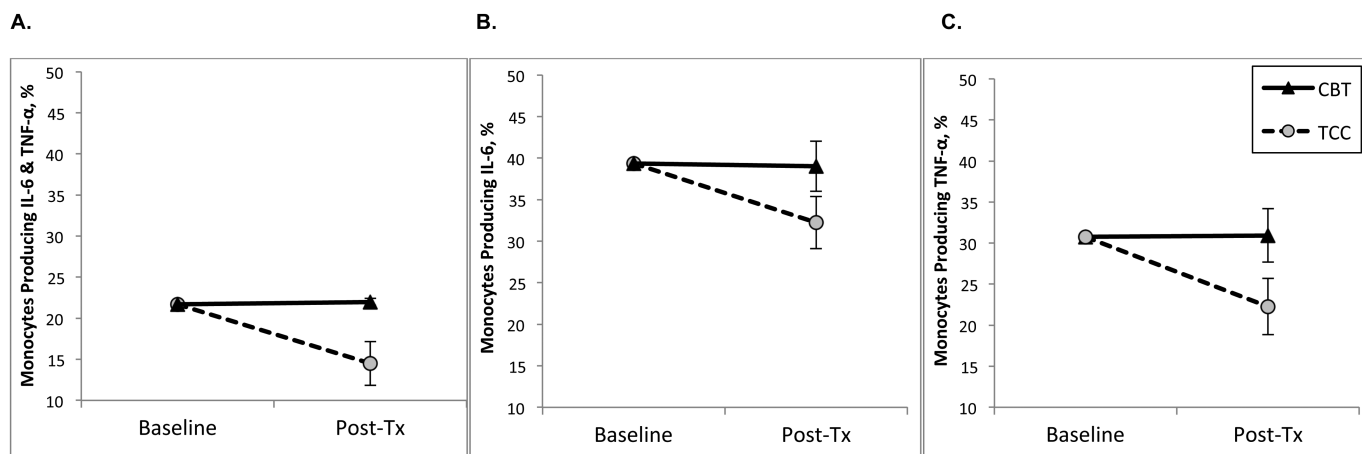 A.
B.
C.
Monocytes Producing IL-6 & TNF-α, %
50
45
40
35
30
25
20
15
10
Baseline
Post-Tx
Monocytes Producing IL-6, %
50
45
40
35
30
25
20
15
10
Baseline
Post-Tx
Monocytes Producing TNF-α, %
50
45
40
35
30
25
20
15
10
Baseline
Post-Tx
CBT
TCC